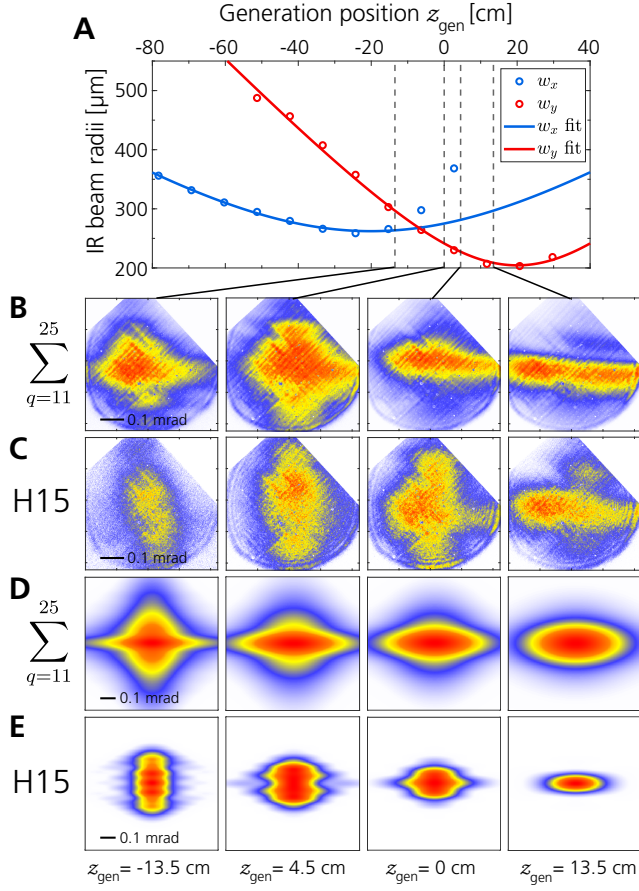 Generation position z_gen [cm]
A
-80 -60 -40 -20 0 20 40
IR beam radii [μm]
500
400
300
200
w_x
w_y
w_x fit
w_y fit
B
25
∑
q=11
0.1 mrad
C
H15
0.1 mrad
D
25
∑
q=11
0.1 mrad
E
H15
0.1 mrad
z_gen= -13.5 cm z_gen= 4.5 cm z_gen= 0 cm z_gen= 13.5 cm